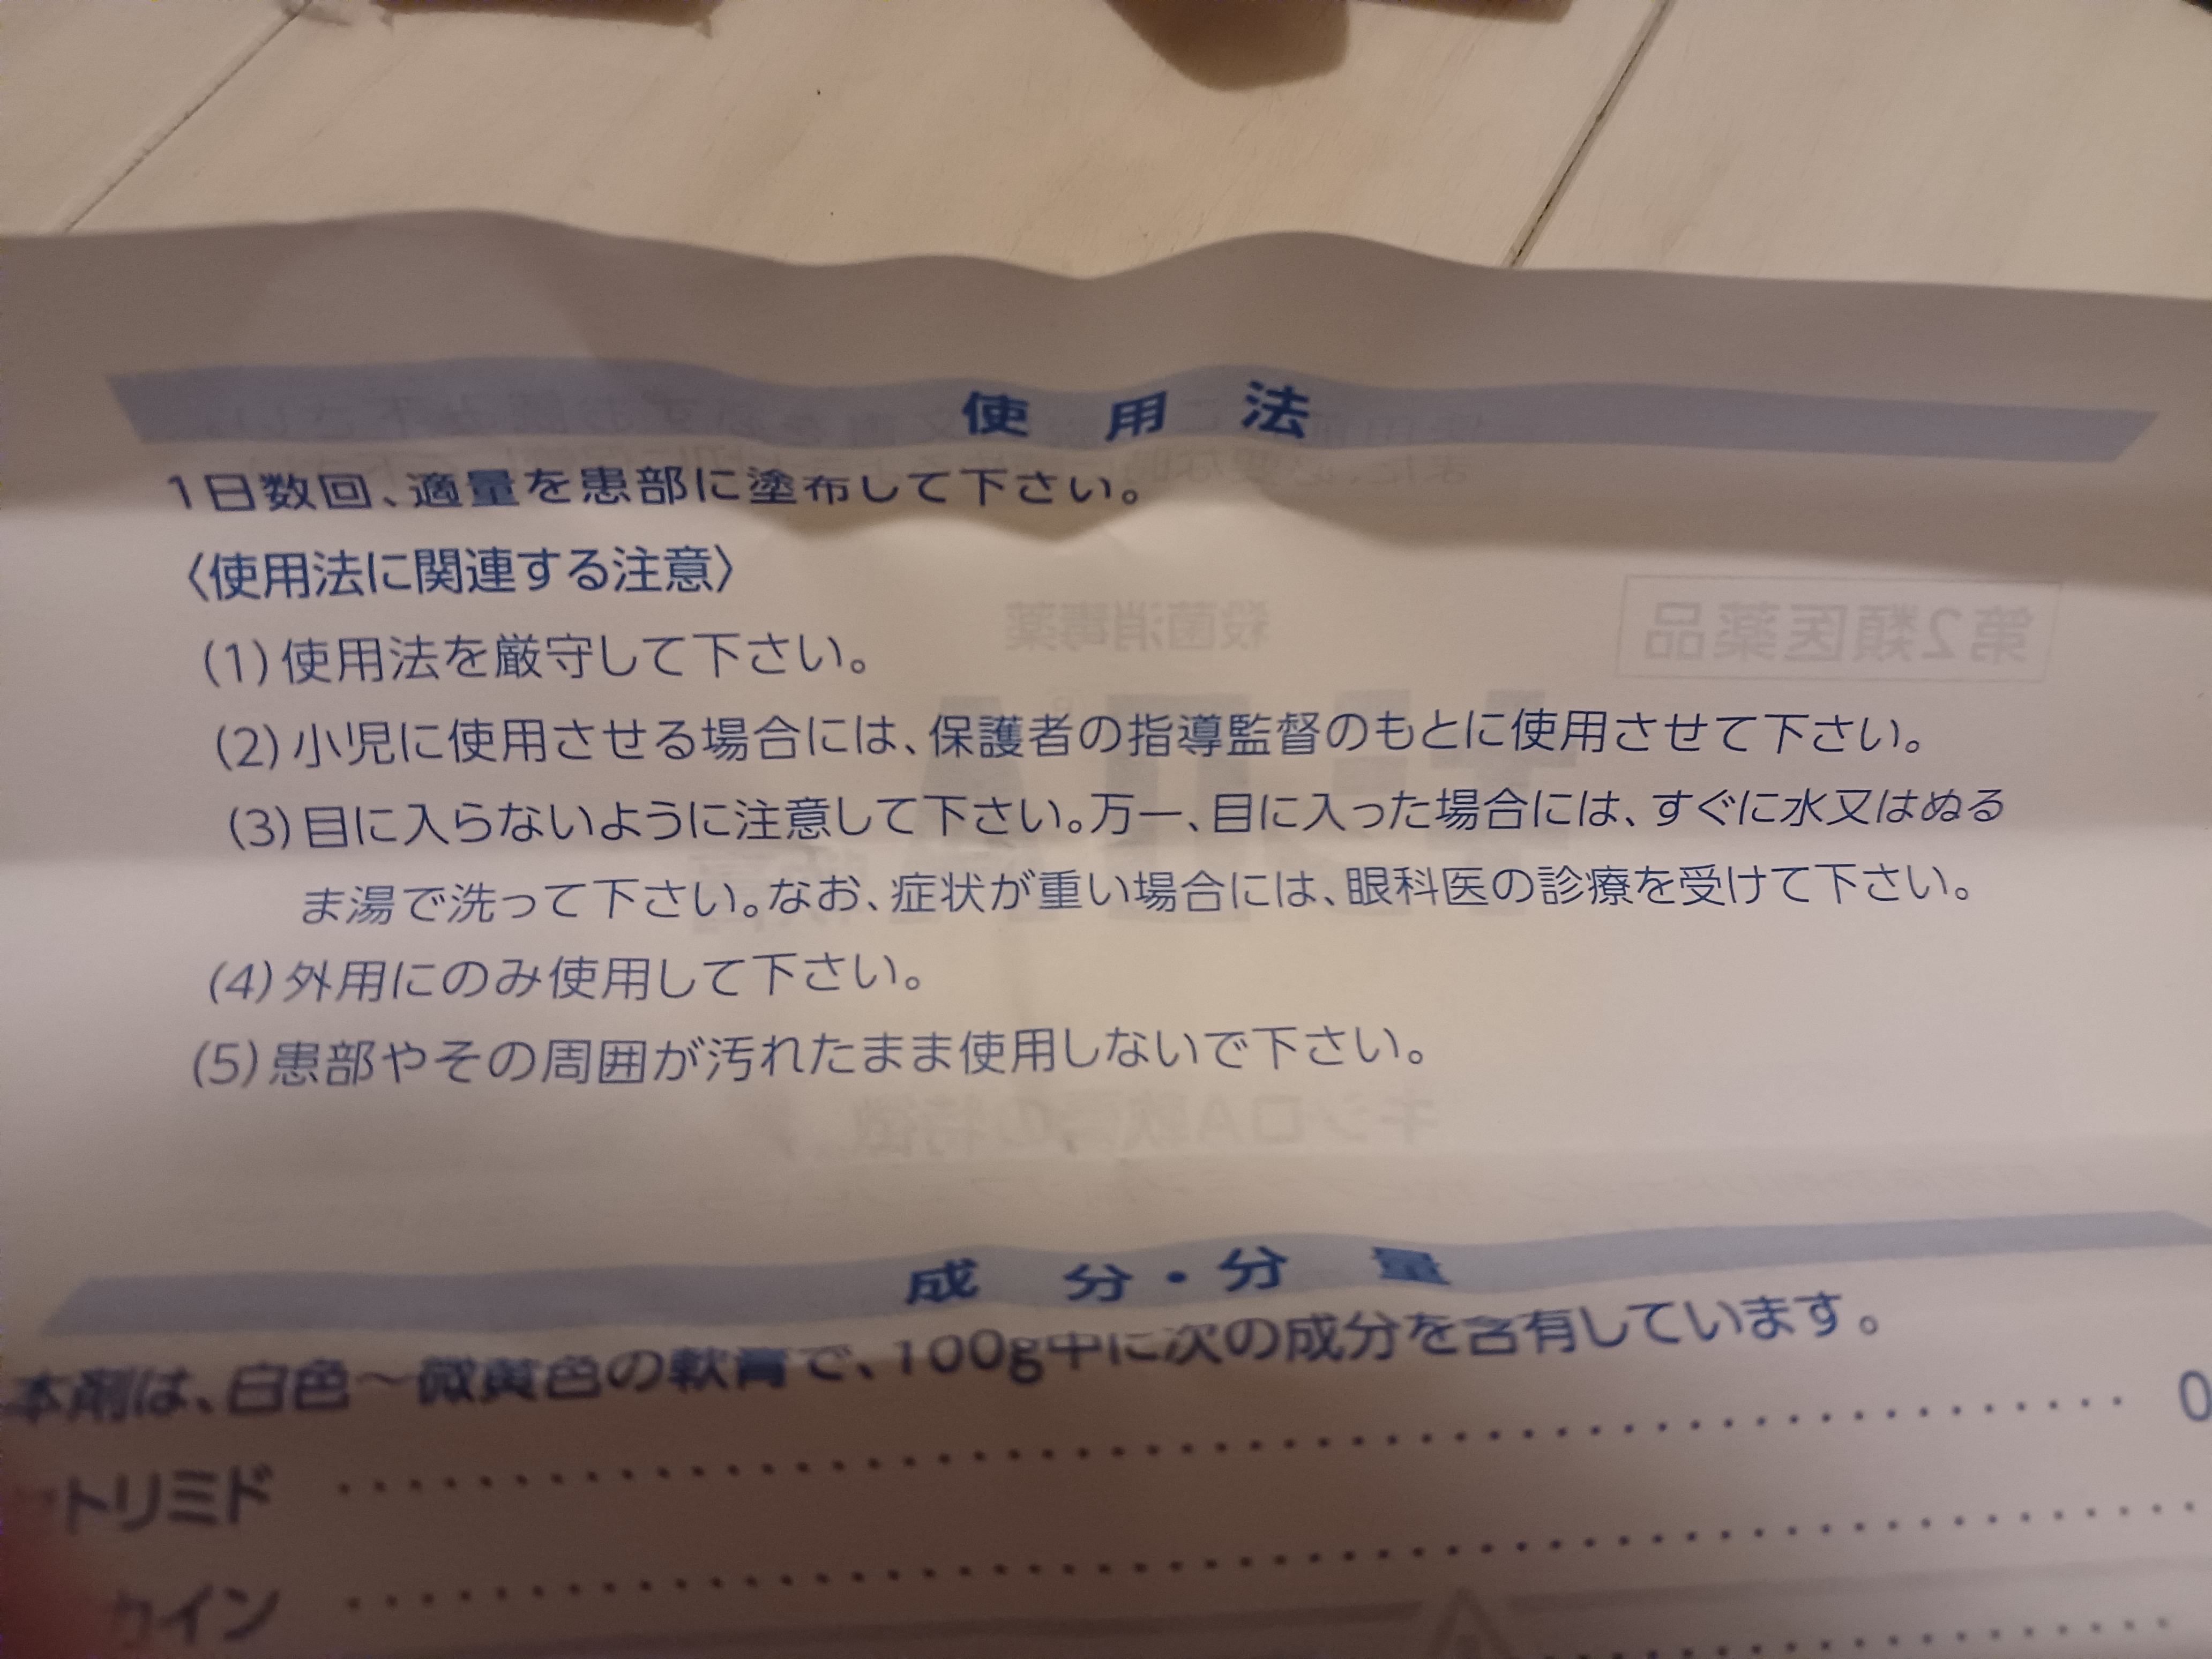 使用法
1日数回、適量を患部に塗布して下さい。
〈使用法に関連する注意〉
(1)使用法を厳守して下さい。
(2)小児に使用させる場合には、保護者の指導監督のもとに使用させて下さい。
(3)目に入らないように注意して下さい。万一、目に入った場合には、すぐに水又はぬる
ま湯で洗って下さい。なお、症状が重い場合には、眼科医の診療を受けて下さい。
(4)外用にのみ使用して下さい。
(5)患部やその周囲が汚れたまま使用しないで下さい。
成分・分量
本剤は、白色～微黄色の軟膏で、100g中に次の成分を含有しています。
トリミド ························ 0
カイン ························